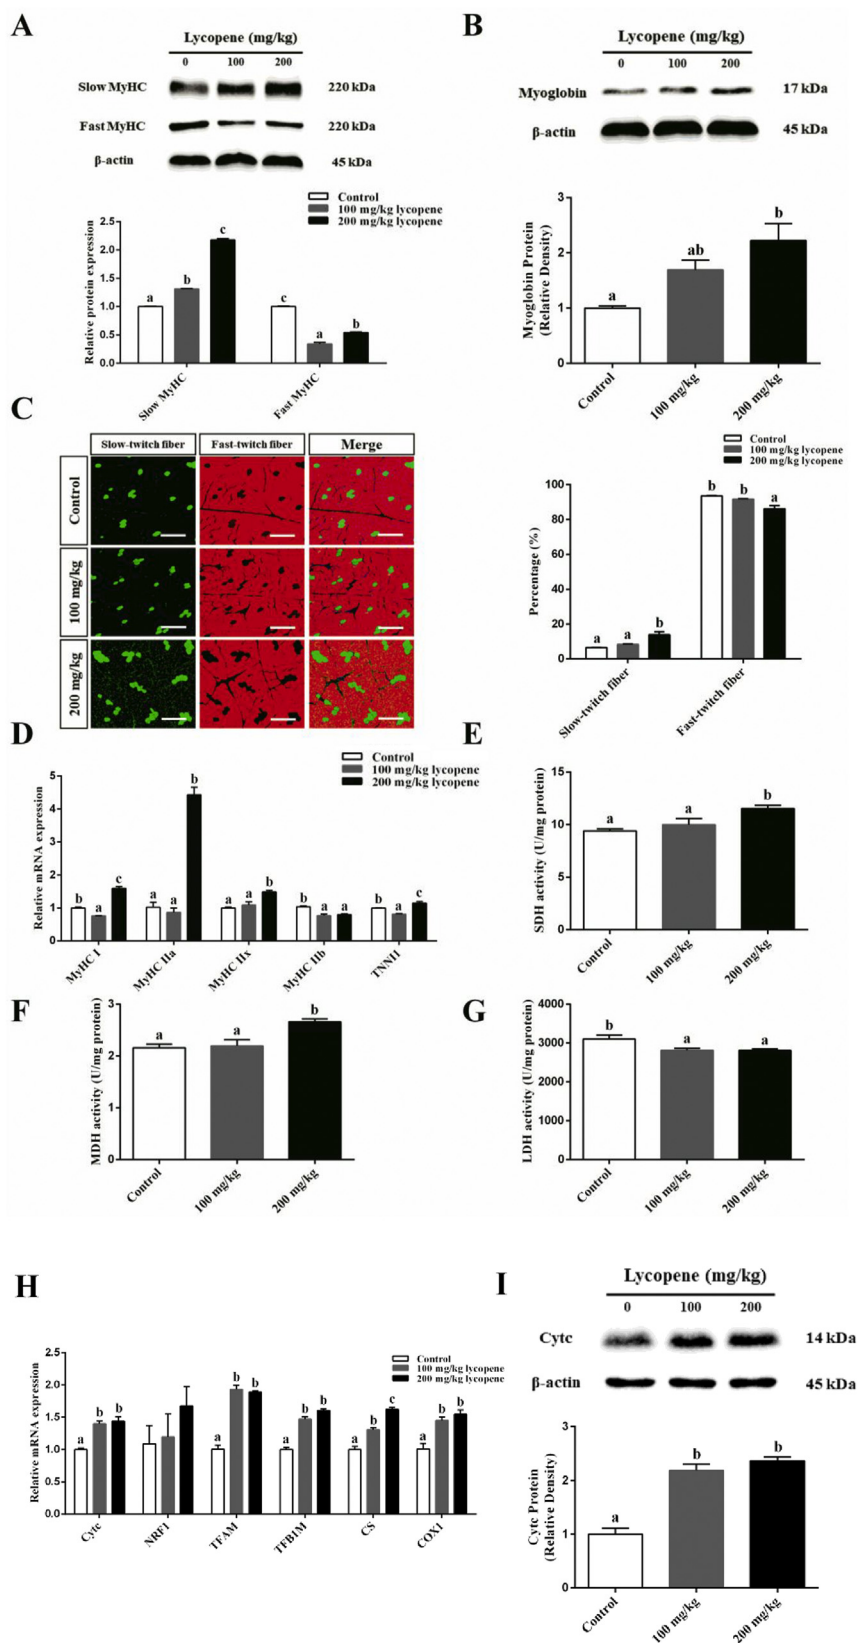 A
Lycopene (mg/kg)
0 100 200
Slow MyHC 220 kDa
Fast MyHC 220 kDa
β-actin 45 kDa
Control
100 mg/kg lycopene
200 mg/kg lycopene
Relative protein expression
2.5
2.0
1.5
1.0
0.5
0.0
a b c c a b
Slow MyHC Fast MyHC
B
Lycopene (mg/kg)
0 100 200
Myoglobin 17 kDa
β-actin 45 kDa
Myoglobin Protein
(Relative Density)
3
2
1
0
a ab b
Control 100 mg/kg 200 mg/kg
C
Slow-twitch fiber Fast-twitch fiber Merge
Control
100 mg/kg
200 mg/kg
Control
100 mg/kg lycopene
200 mg/kg lycopene
Percentage (%)
100
80
60
40
20
0
a a b b b a
Slow-twitch fiber Fast-twitch fiber
D
Control
100 mg/kg lycopene
200 mg/kg lycopene
Relative mRNA expression
5
4
3
2
1
0
b a c a a b a a b b a a b a c
MyHC I MyHC IIa MyHC IIx MyHC IIb TNNI1
E
SDH activity (U/mg protein)
15
10
5
0
a a b
Control 100 mg/kg 200 mg/kg
F
MDH activity (U/mg protein)
3
2
1
0
a a b
Control 100 mg/kg 200 mg/kg
G
LDH activity (U/mg protein)
4000
3000
2000
1000
0
b a a
Control 100 mg/kg 200 mg/kg
H
Control
100 mg/kg lycopene
200 mg/kg lycopene
Relative mRNA expression
2.5
2.0
1.5
1.0
0.5
0.0
a b b a b b a b b a b c a b b
Cytc NRF1 TFAM TFB1M CS COX1
I
Lycopene (mg/kg)
0 100 200
Cytc 14 kDa
β-actin 45 kDa
Cytc Protein
(Relative Density)
3
2
1
0
a b b
Control 100 mg/kg 200 mg/kg